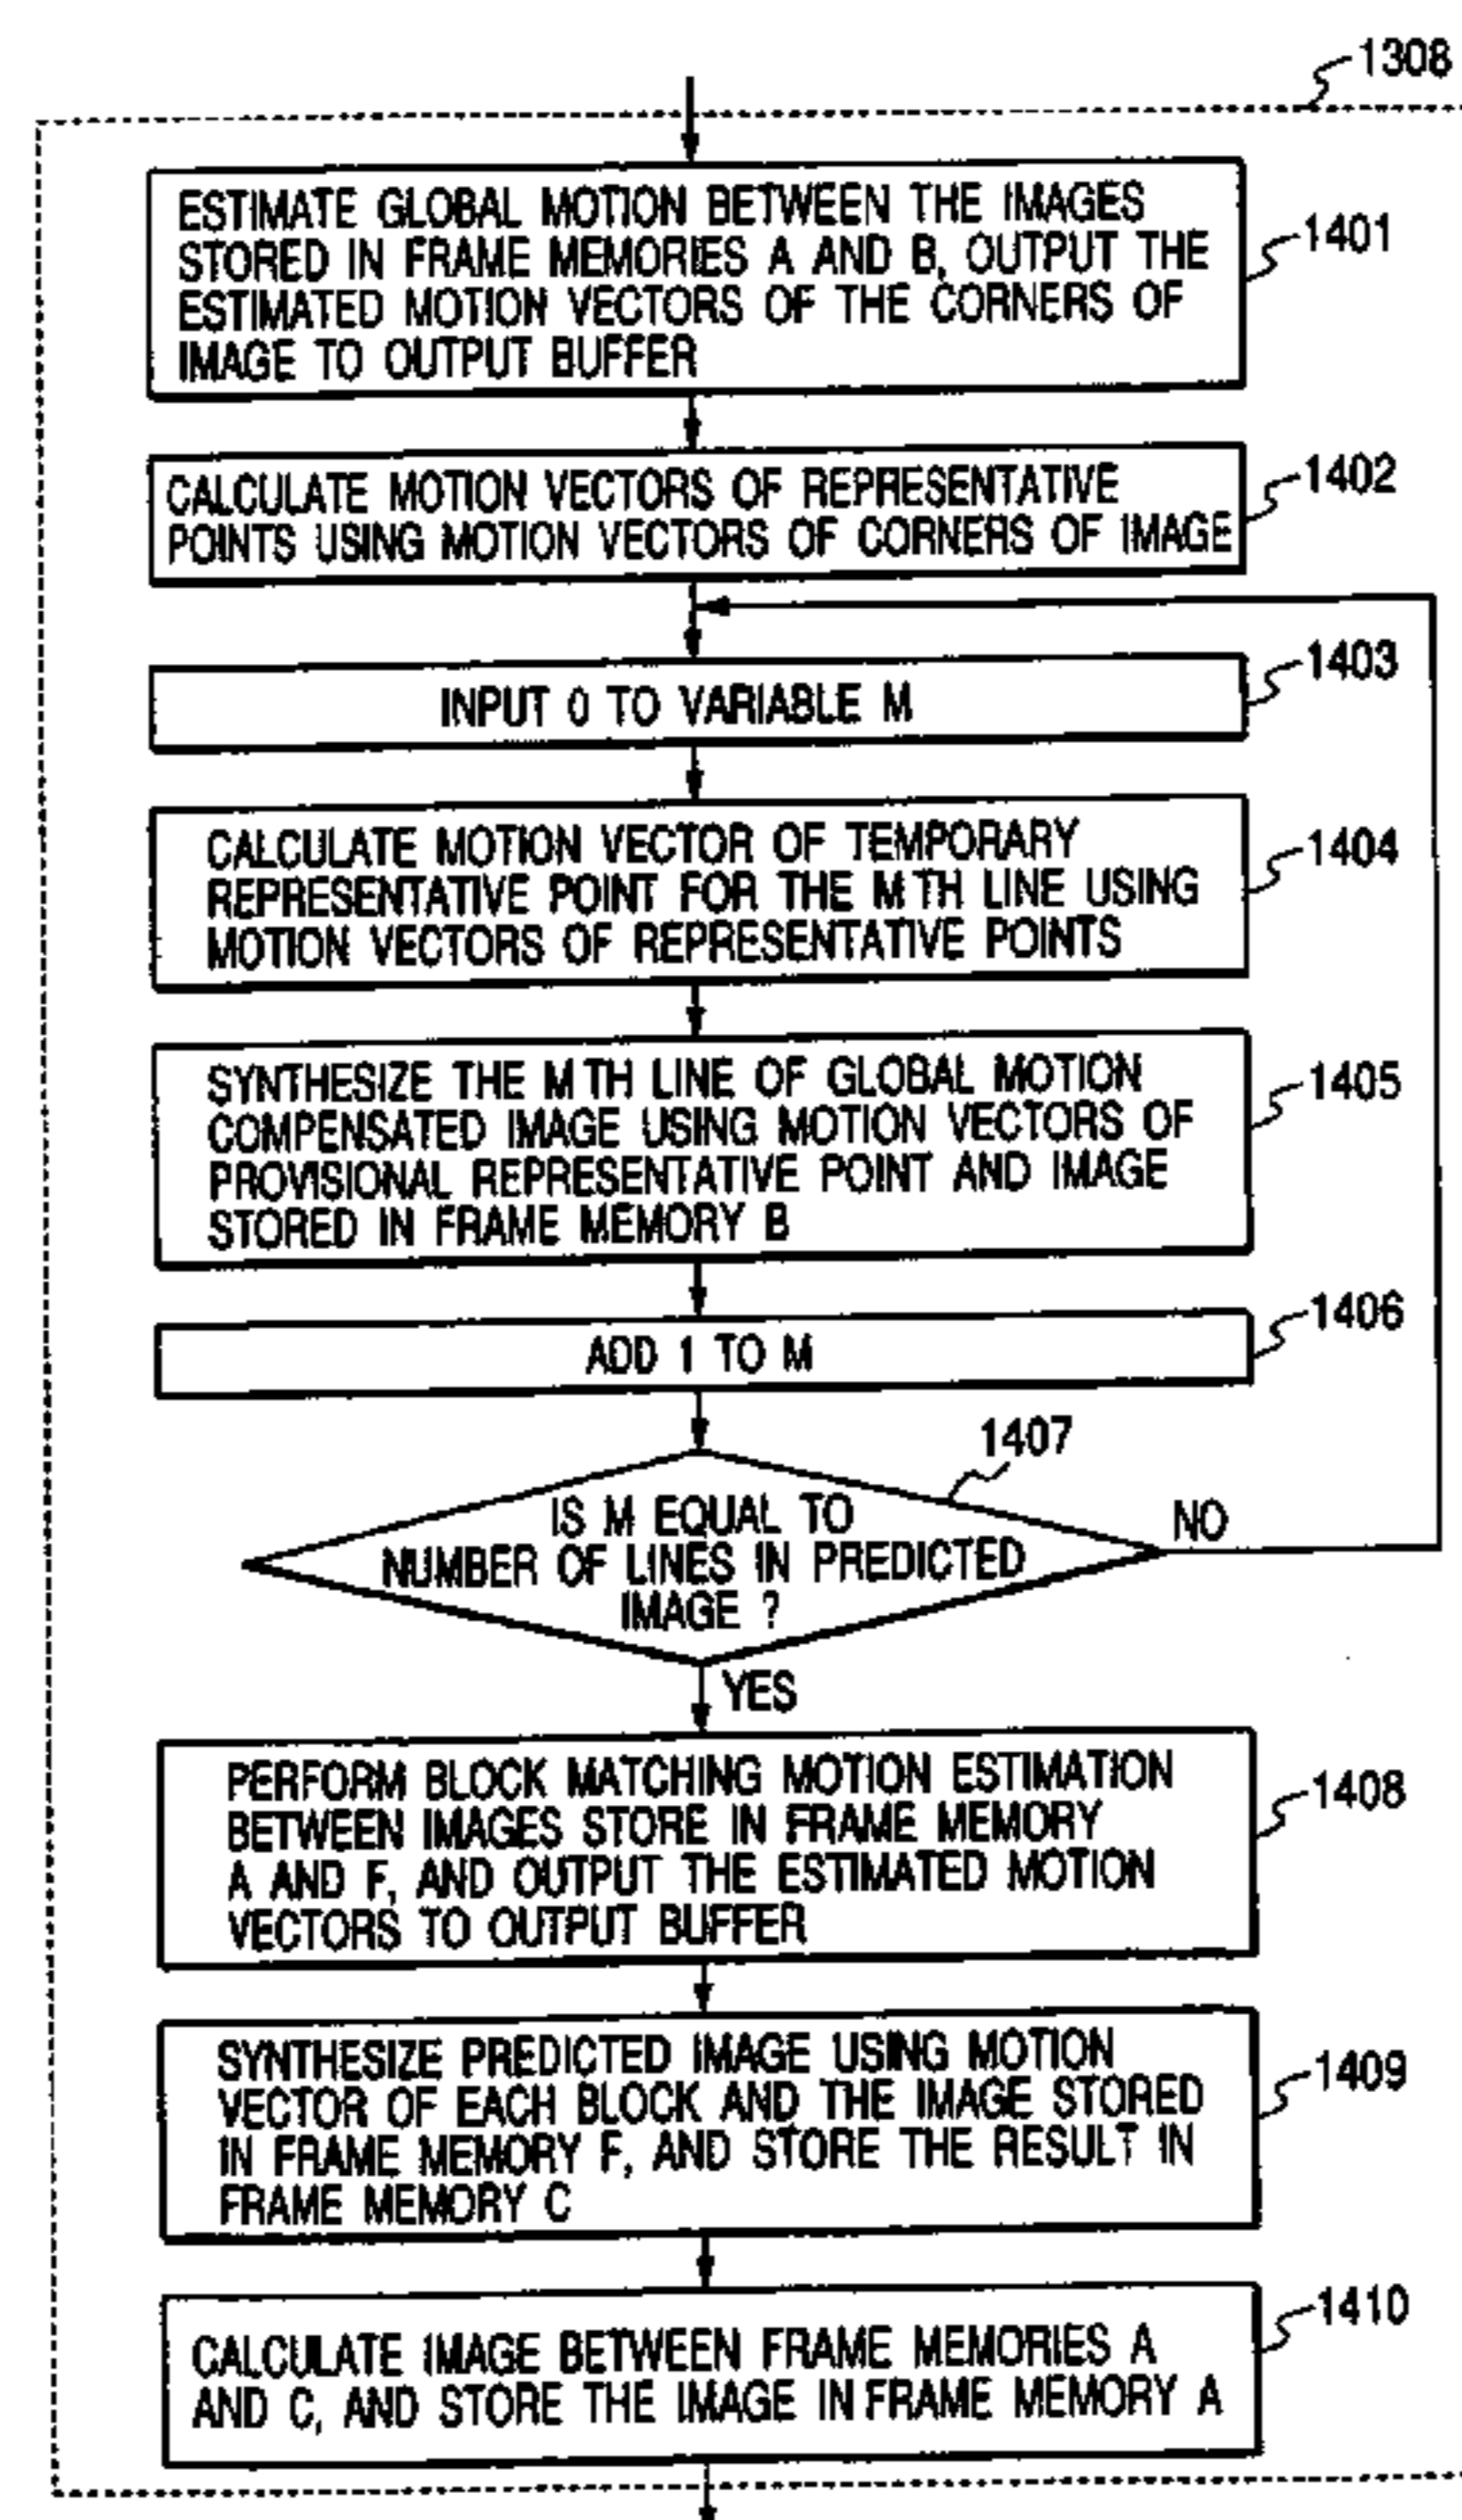 1308
ESTIMATE GLOBAL MOTION BETWEEN THE IMAGES
STORED IN FRAME MEMORIES A AND B, OUTPUT THE
ESTIMATED MOTION VECTORS OF THE CORNERS OF
IMAGE TO OUTPUT BUFFER
1401
CALCULATE MOTION VECTORS OF REPRESENTATIVE
POINTS USING MOTION VECTORS OF CORNERS OF IMAGE
1402
INPUT 0 TO VARIABLE M
1403
CALCULATE MOTION VECTOR OF TEMPORARY
REPRESENTATIVE POINT FOR THE M TH LINE USING
MOTION VECTORS OF REPRESENTATIVE POINTS
1404
SYNTHESIZE THE M TH LINE OF GLOBAL MOTION
COMPENSATED IMAGE USING MOTION VECTORS OF
PROVISIONAL REPRESENTATIVE POINT AND IMAGE
STORED IN FRAME MEMORY B
1405
ADD 1 TO M
1406
IS M EQUAL TO
NUMBER OF LINES IN PREDICTED
IMAGE ?
1407
NO
YES
PERFORM BLOCK MATCHING MOTION ESTIMATION
BETWEEN IMAGES STORE IN FRAME MEMORY
A AND F, AND OUTPUT THE ESTIMATED MOTION
VECTORS TO OUTPUT BUFFER
1408
SYNTHESIZE PREDICTED IMAGE USING MOTION
VECTOR OF EACH BLOCK AND THE IMAGE STORED
IN FRAME MEMORY F, AND STORE THE RESULT IN
FRAME MEMORY C
1409
CALCULATE IMAGE BETWEEN FRAME MEMORIES A
AND C, AND STORE THE IMAGE IN FRAME MEMORY A
1410